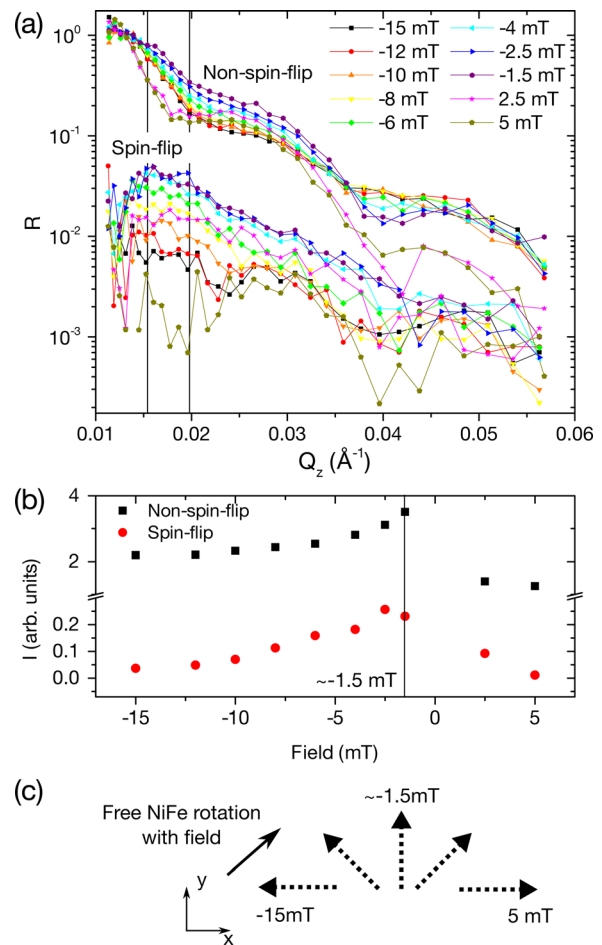 (a)
10⁰
10⁻¹
10⁻²
10⁻³
R
Non-spin-flip
Spin-flip
-15 mT
-12 mT
-10 mT
-8 mT
-6 mT
-4 mT
-2.5 mT
-1.5 mT
2.5 mT
5 mT
0.01 0.02 0.03 0.04 0.05 0.06
Q_z (Å⁻¹)
(b)
4
2
0.2
0.1
0.0
I (arb. units)
Non-spin-flip
Spin-flip
~-1.5 mT
-15 -10 -5 0 5
Field (mT)
(c)
~-1.5mT
Free NiFe rotation
with field
y
x
-15mT
5 mT